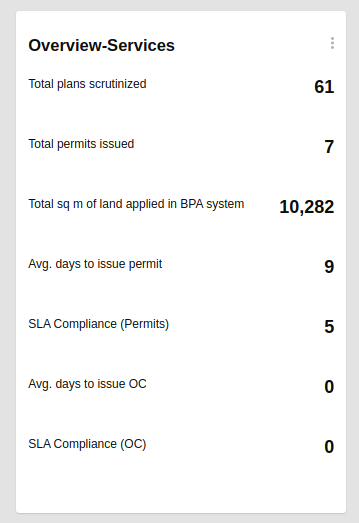 Overview-Services
Total plans scrutinized 61
Total permits issued 7
Total sq m of land applied in BPA system 10,282
Avg. days to issue permit 9
SLA Compliance (Permits) 5
Avg. days to issue OC 0
SLA Compliance (OC) 0